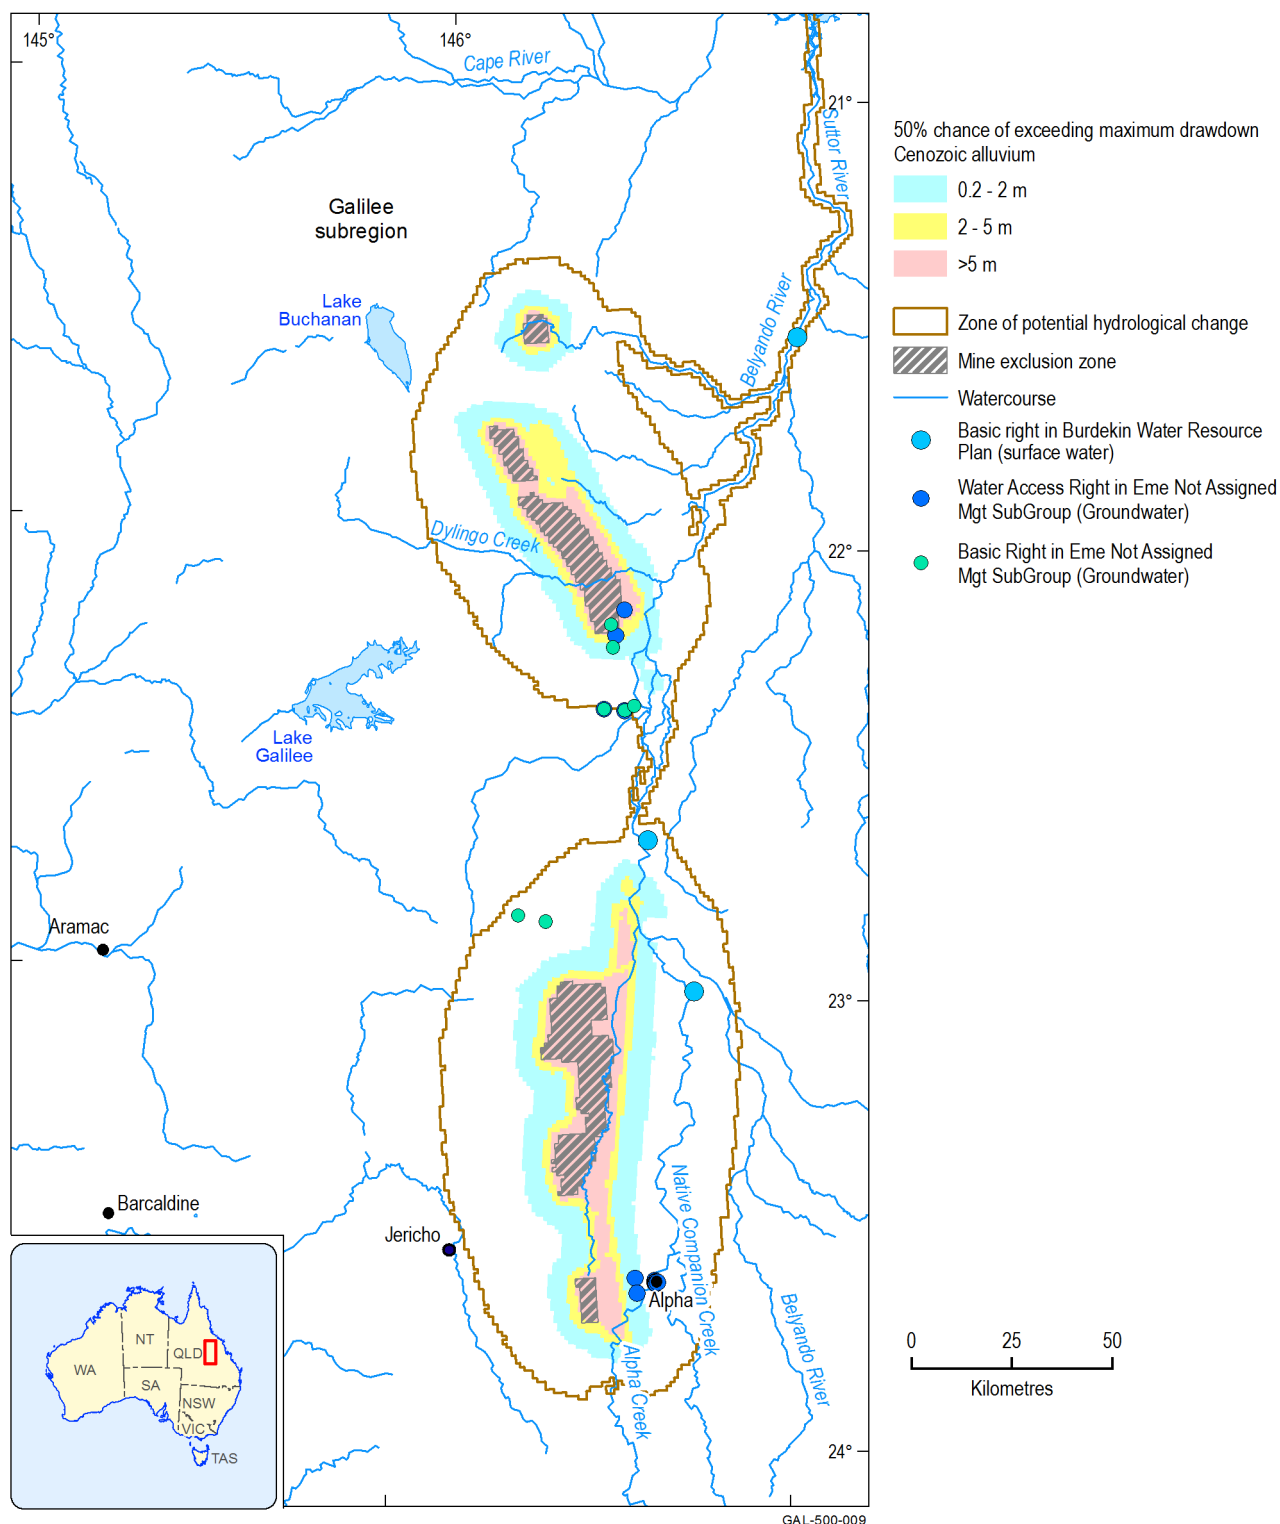 145°
146°
Cape River
21°
Suttor River
Galilee
subregion
Lake
Buchanan
Belyando River
Dylingo Creek
22°
Lake
Galilee
Aramac
23°
Barcaldine
Jericho
Native Companion Creek
Alpha
Belyando River
Alpha Creek
24°
50% chance of exceeding maximum drawdown
Cenozoic alluvium
0.2 - 2 m
2 - 5 m
>5 m
Zone of potential hydrological change
Mine exclusion zone
Watercourse
Basic right in Burdekin Water Resource
Plan (surface water)
Water Access Right in Eme Not Assigned
Mgt SubGroup (Groundwater)
Basic Right in Eme Not Assigned
Mgt SubGroup (Groundwater)
0 25 50
Kilometres
NT
QLD
WA
SA
NSW
VIC
TAS
GAL-500-009